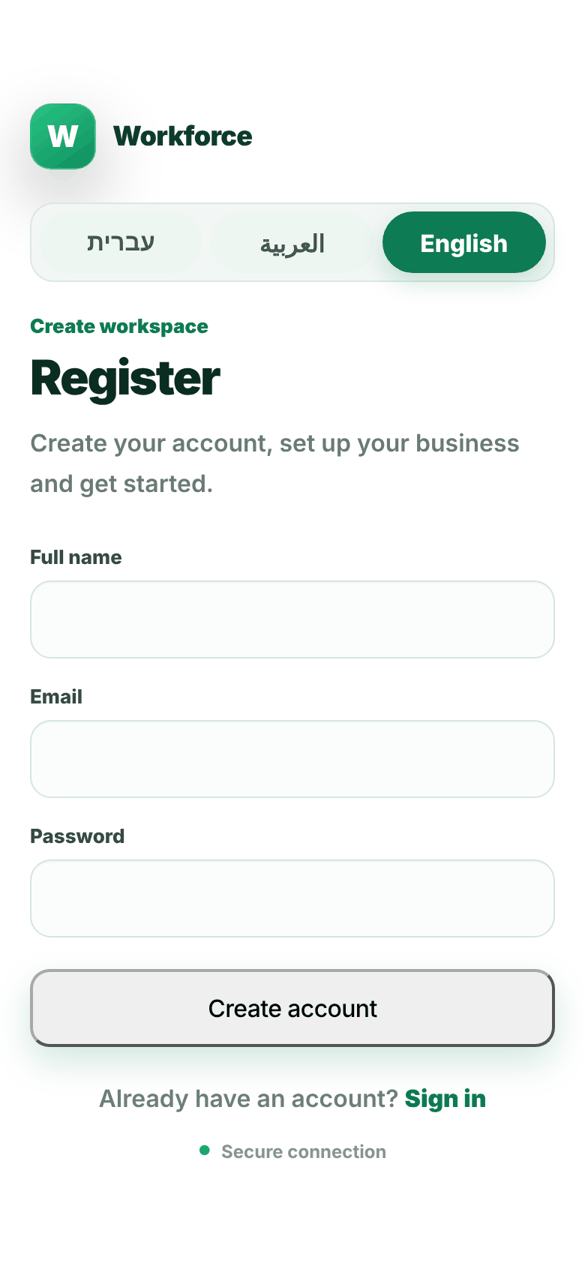 W
Workforce
עברית
العربية
English
Create workspace
Register
Create your account, set up your business
and get started.
Full name
Email
Password
Create account
Already have an account? Sign in
Secure connection